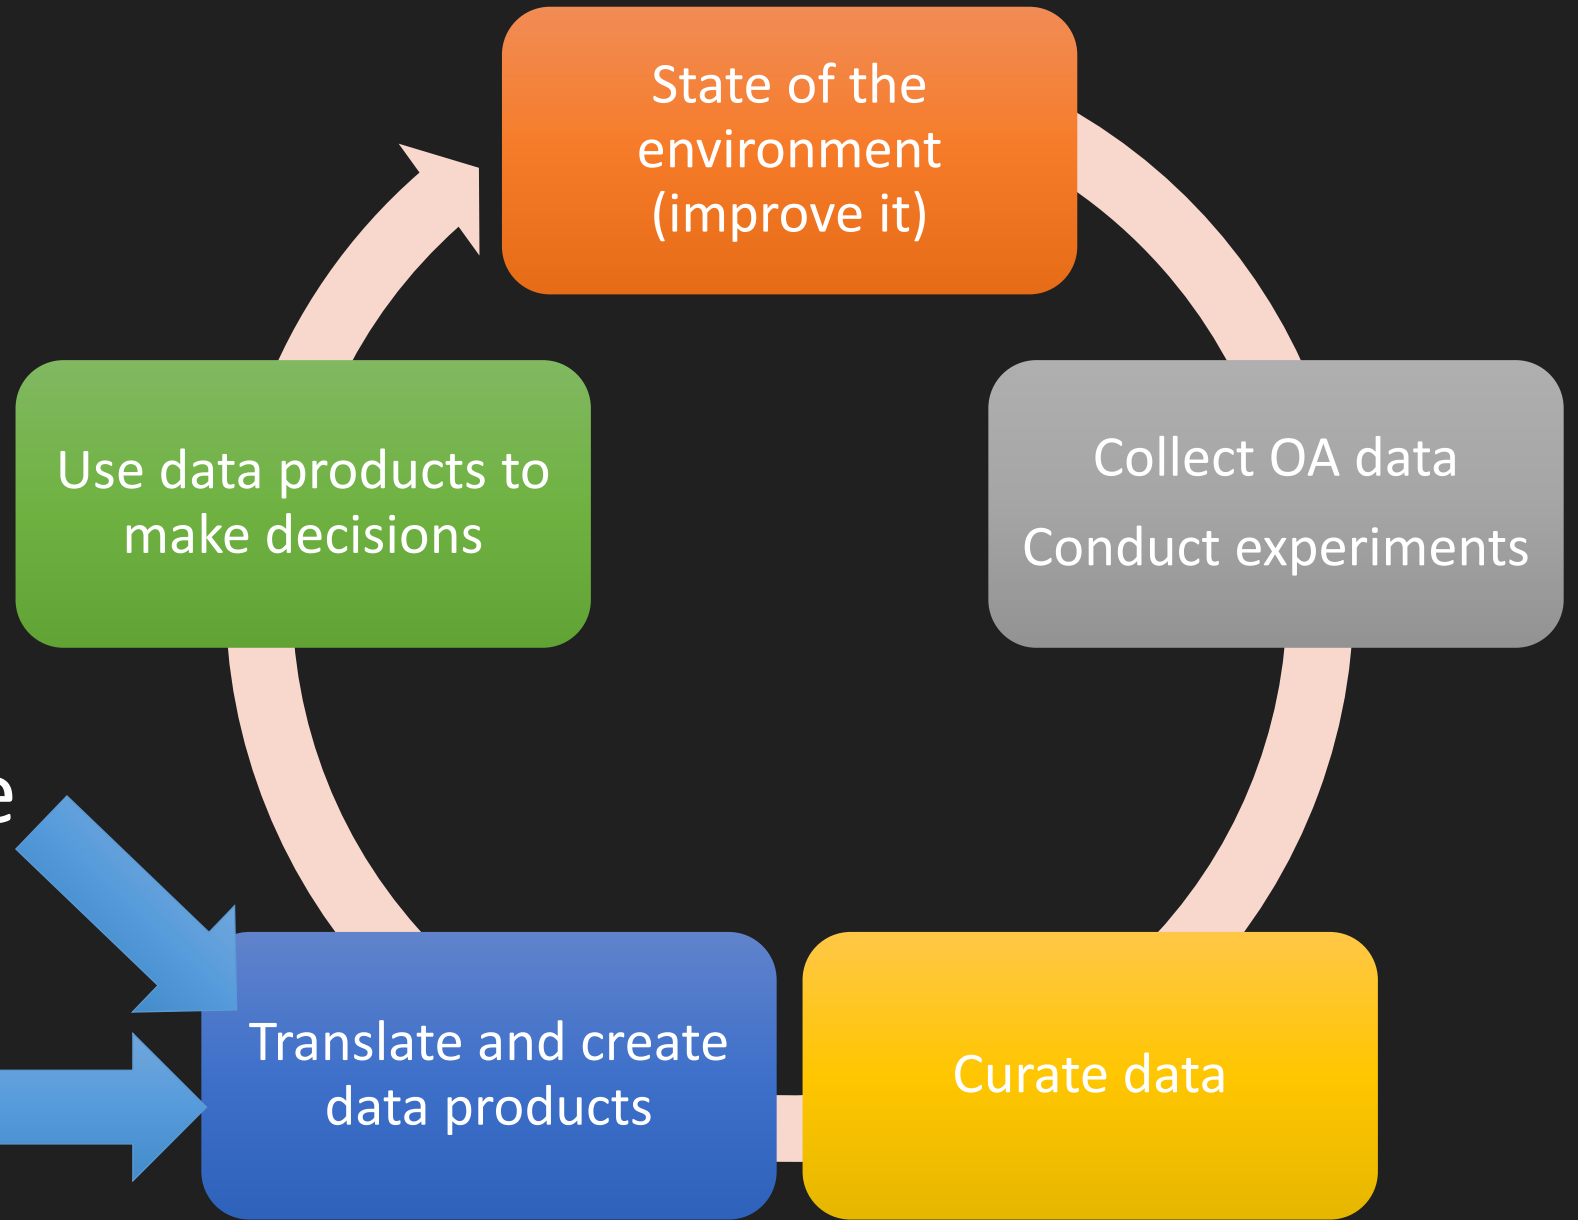 State of the
environment
(improve it)
Use data products to
make decisions
Collect OA data
Conduct experiments
e
Translate and create
data products
Curate data